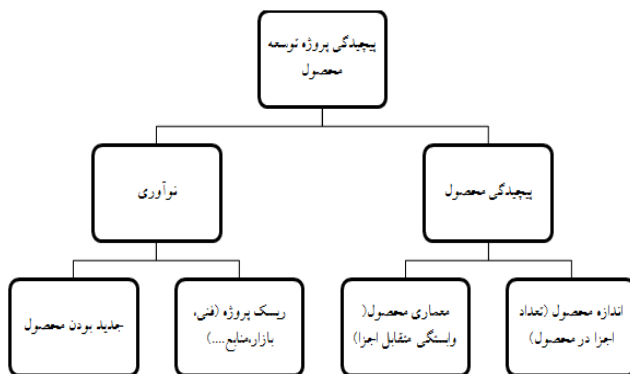 پیچیدگی پروژه توسعه
محصول
پیچیدگی محصول
نوآوری
اندازه محصول (تعداد
اجزا در محصول)
معماری محصول(
وابستگی متقابل اجزا)
ریسک پروژه (فنی،
بازار،منابع....)
جدید بودن محصول